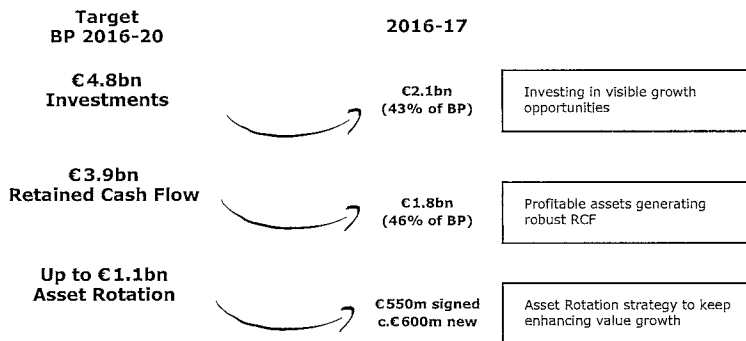 Target
BP 2016-20
2016-17
€4.8bn
Investments
€2.1bn
(43% of BP)
Investing in visible growth
opportunities
€3.9bn
Retained Cash Flow
€1.8bn
(46% of BP)
Profitable assets generating
robust RCF
Up to €1.1bn
Asset Rotation
€550m signed
c.€600m new
Asset Rotation strategy to keep
enhancing value growth